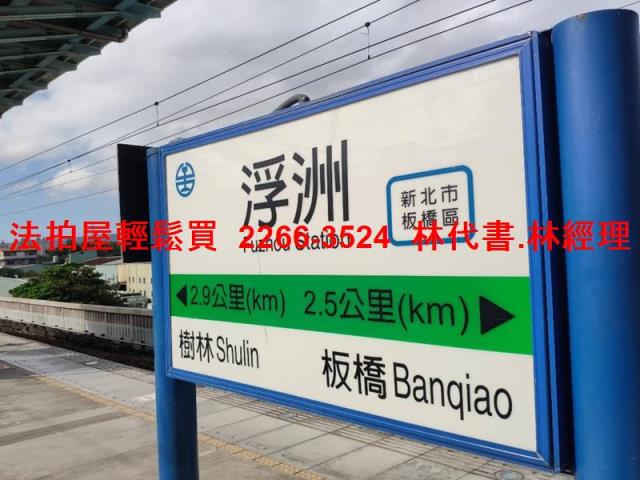 浮洲
新北市
板橋區
Fuzhou Station
法拍屋輕鬆買 2266.3524 林代書.林經理
2.9公里(km) 2.5公里(km)
樹林 Shulin 板橋 Banqiao